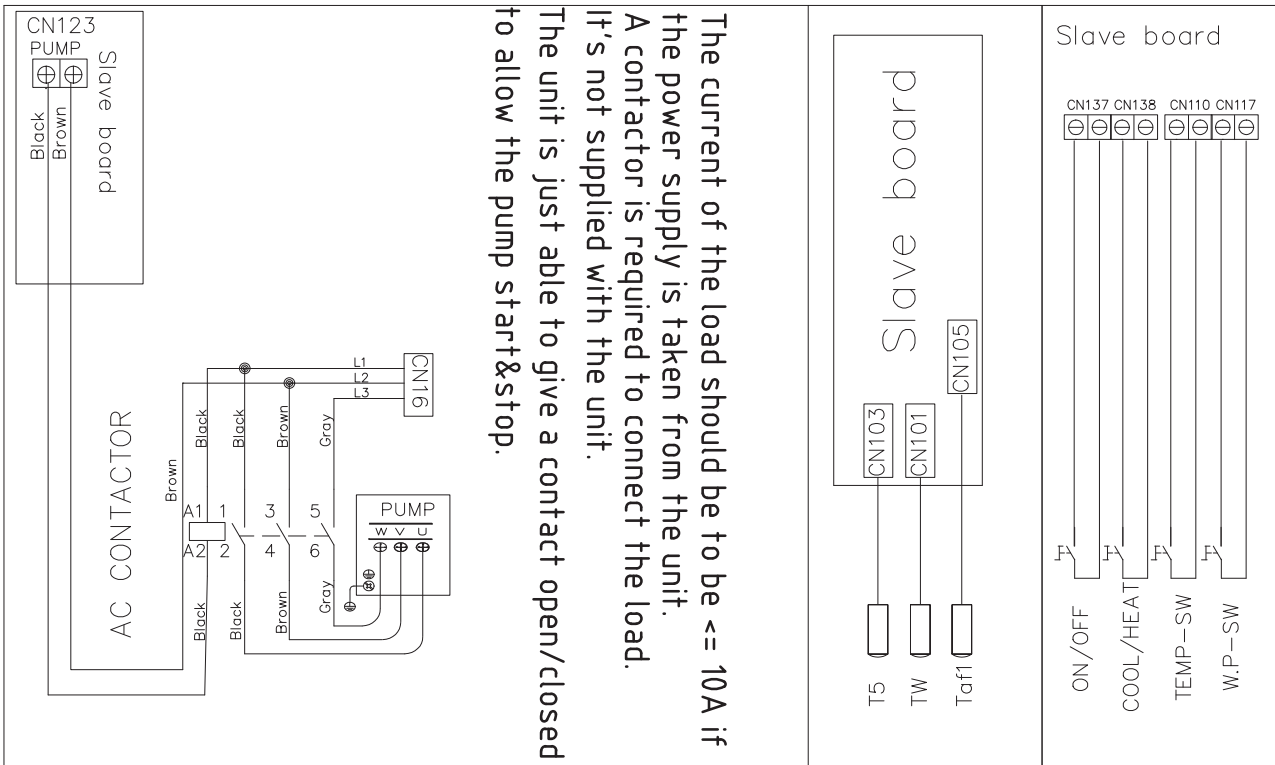 CN123
PUMP
Slave board
Black
Brown
AC CONTACTOR
Brown
Black
Black
Brown
Gray
L1
L2
L3
CN16
A1 1 3 5
A2 2 4 6
PUMP
W V U
Black
Black
Brown
Gray
The current of the load should be to be <= 10A if
the power supply is taken from the unit.
A contactor is required to connect the load.
It's not supplied with the unit.
The unit is just able to give a contact open/closed
to allow the pump start&stop.
Slave board
CN103
CN101
CN105
T5
TW
Taf1
Slave board
CN137 CN138 CN110 CN117
ON/OFF
COOL/HEAT
TEMP-SW
W.P-SW